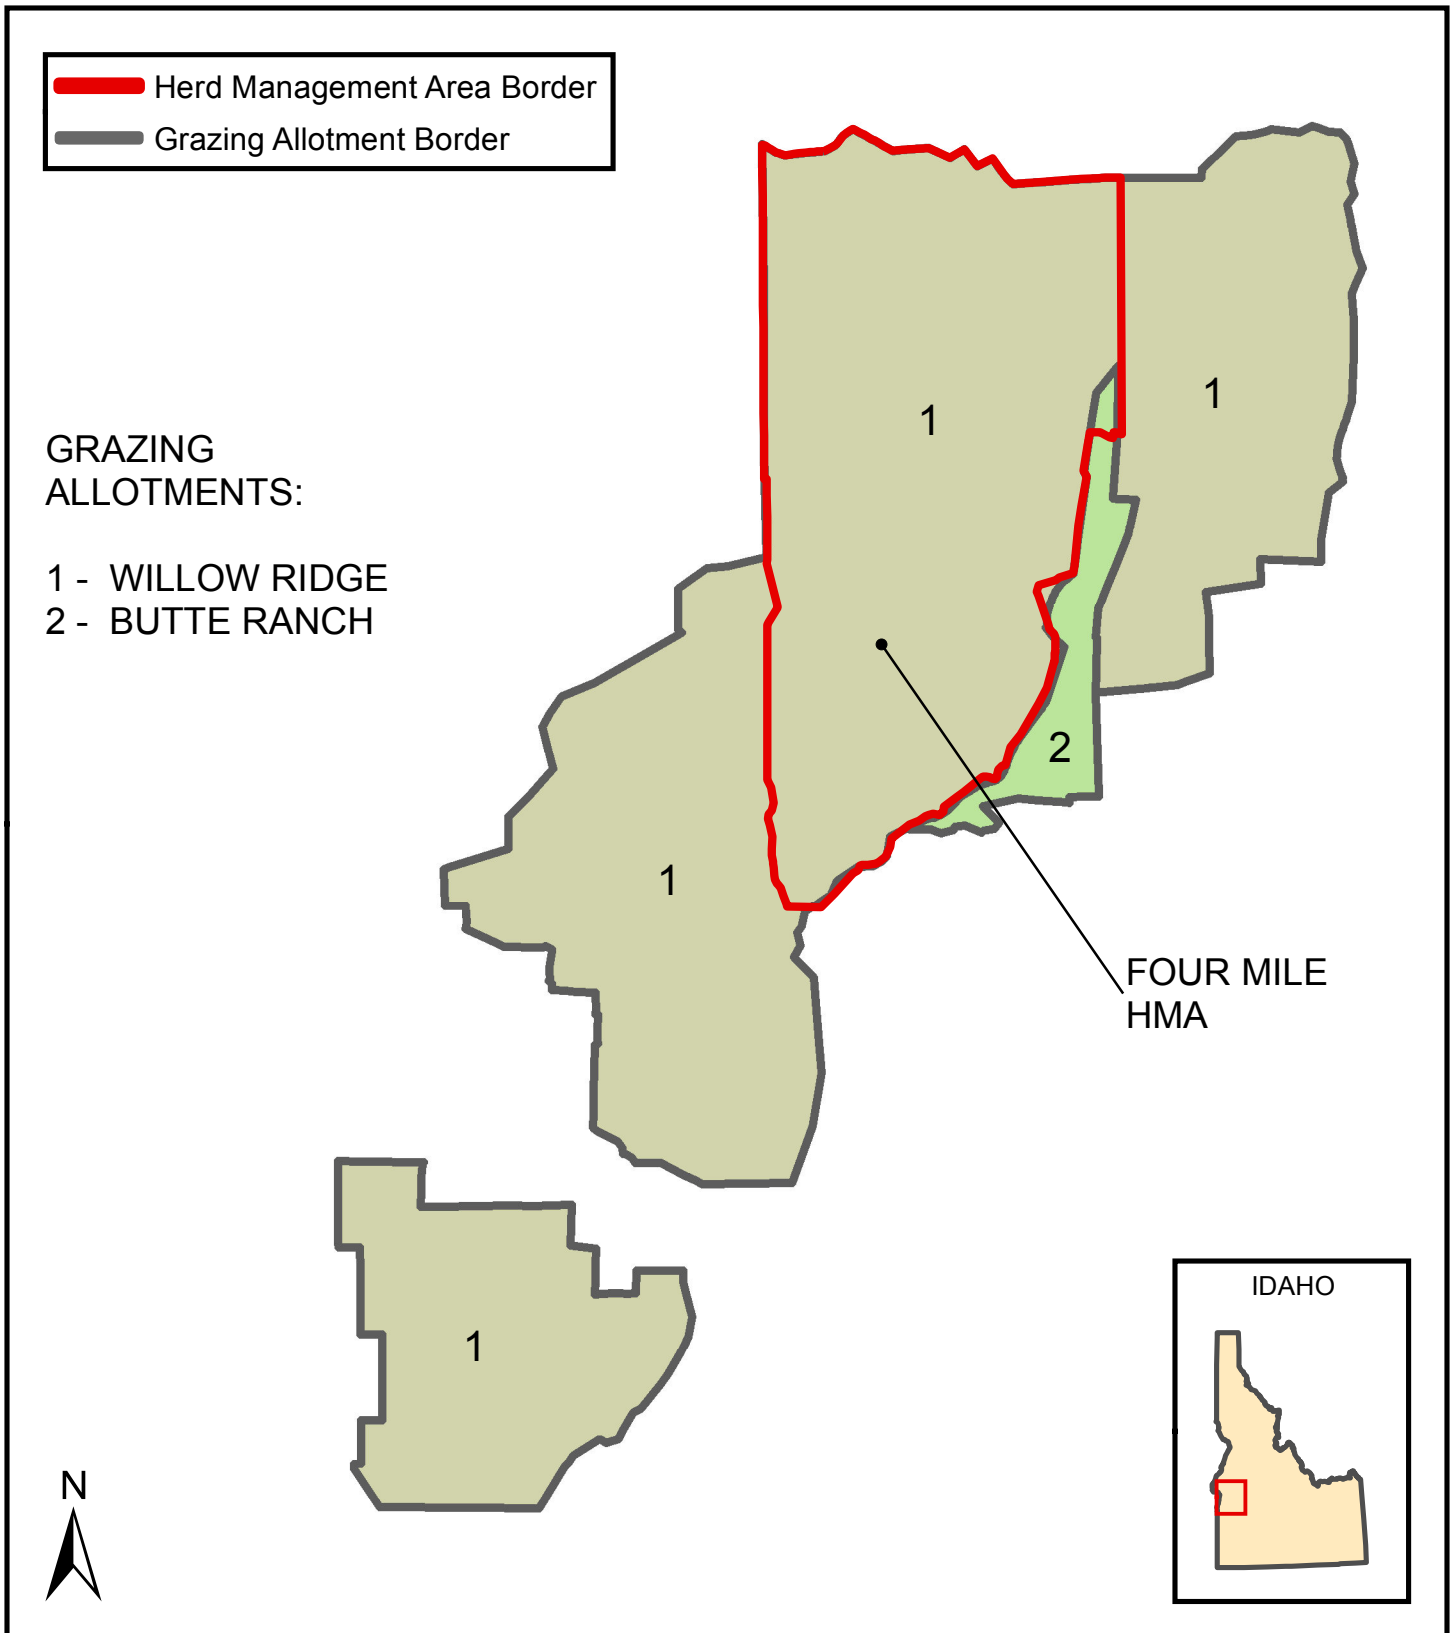 Herd Management Area Border
Grazing Allotment Border
GRAZING
ALLOTMENTS:
1 - WILLOW RIDGE
2 - BUTTE RANCH
1
1
2
1
FOUR MILE
HMA
1
N
IDAHO